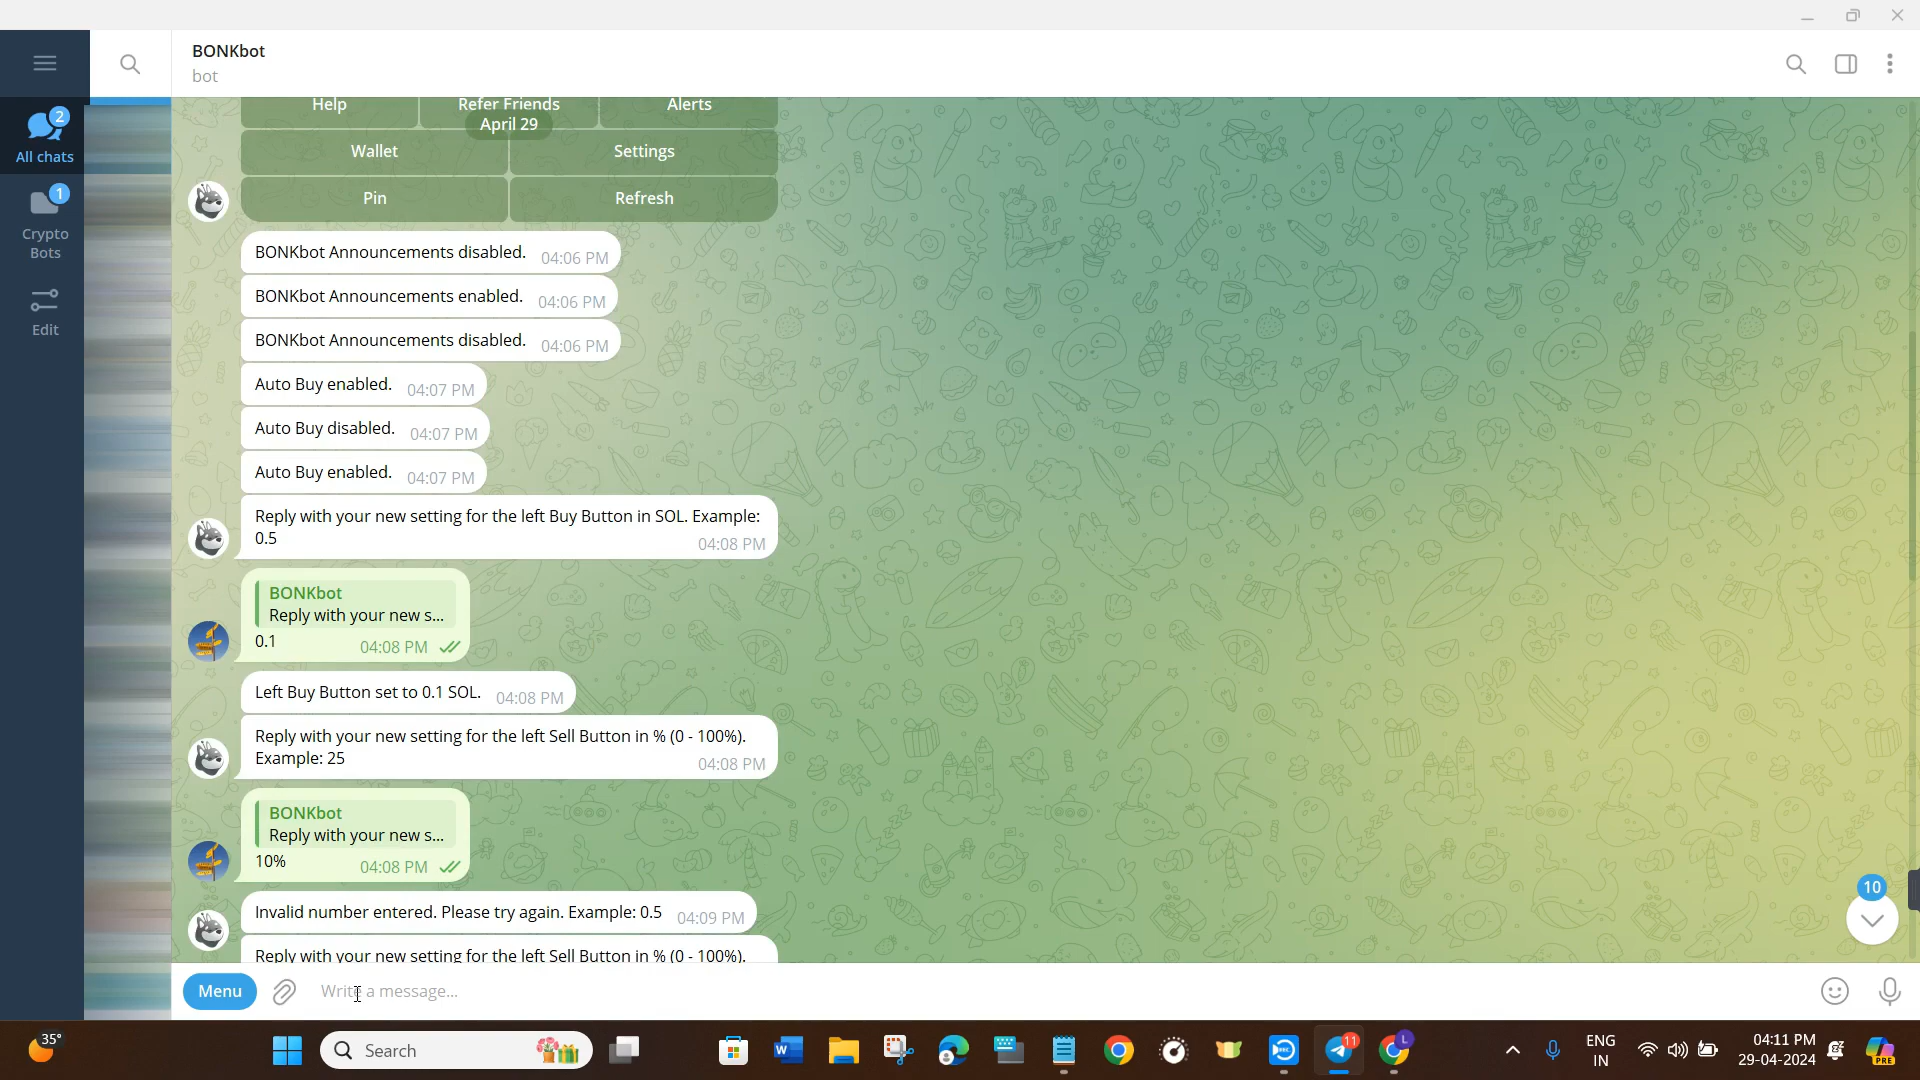 BONKbot
bot
2
All chats
1
Crypto
Bots
Edit
Help Refer Friends Alerts
April 29
Wallet Settings
Pin Refresh
BONKbot Announcements disabled. 04:06 PM
BONKbot Announcements enabled. 04:06 PM
BONKbot Announcements disabled. 04:06 PM
Auto Buy enabled. 04:07 PM
Auto Buy disabled. 04:07 PM
Auto Buy enabled. 04:07 PM
Reply with your new setting for the left Buy Button in SOL. Example:
0.5 04:08 PM
BONKbot
Reply with your new s...
0.1 04:08 PM
Left Buy Button set to 0.1 SOL. 04:08 PM
Reply with your new setting for the left Sell Button in % (0 - 100%).
Example: 25 04:08 PM
BONKbot
Reply with your new s...
10% 04:08 PM
Invalid number entered. Please try again. Example: 0.5 04:09 PM
Reply with your new setting for the left Sell Button in % (0 - 100%).
10
Menu Write a message...
35° Search W 11 L ENG 04:11 PM
IN 29-04-2024 PRE